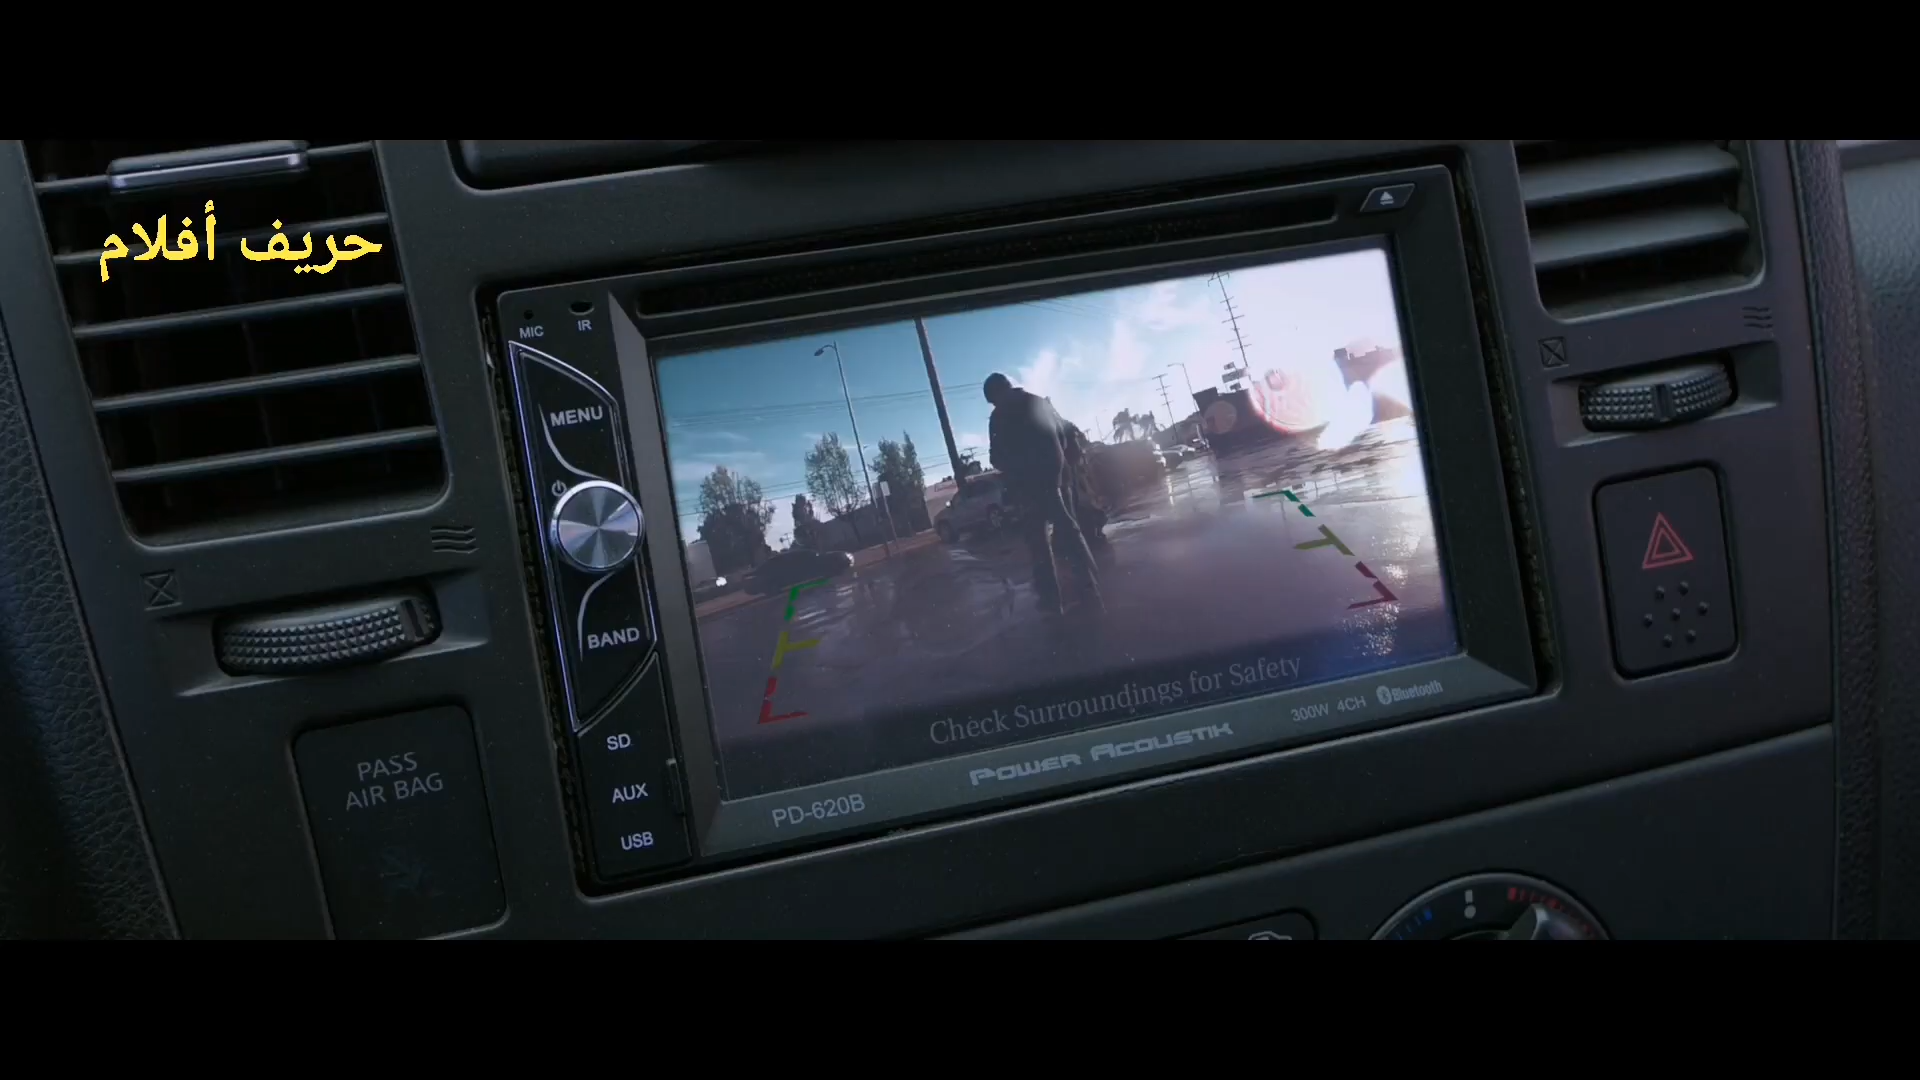 حريف أفلام
MIC
IR
MENU
BAND
SD
AUX
USB
Check Surroundings for Safety
POWER ACOUSTIK
300W 4CH Bluetooth
PD-620B
PASS
AIR BAG